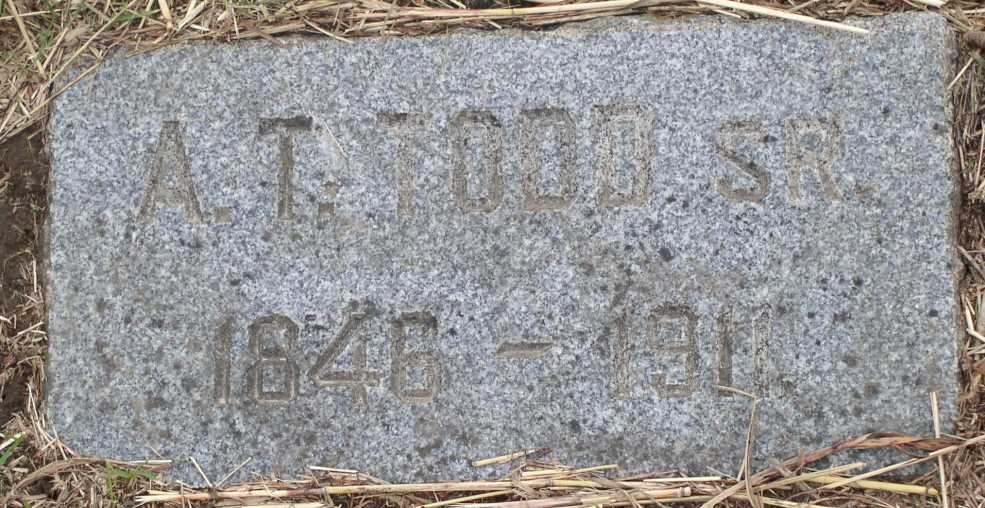 A. T. TODD SR.
1846 - 1911